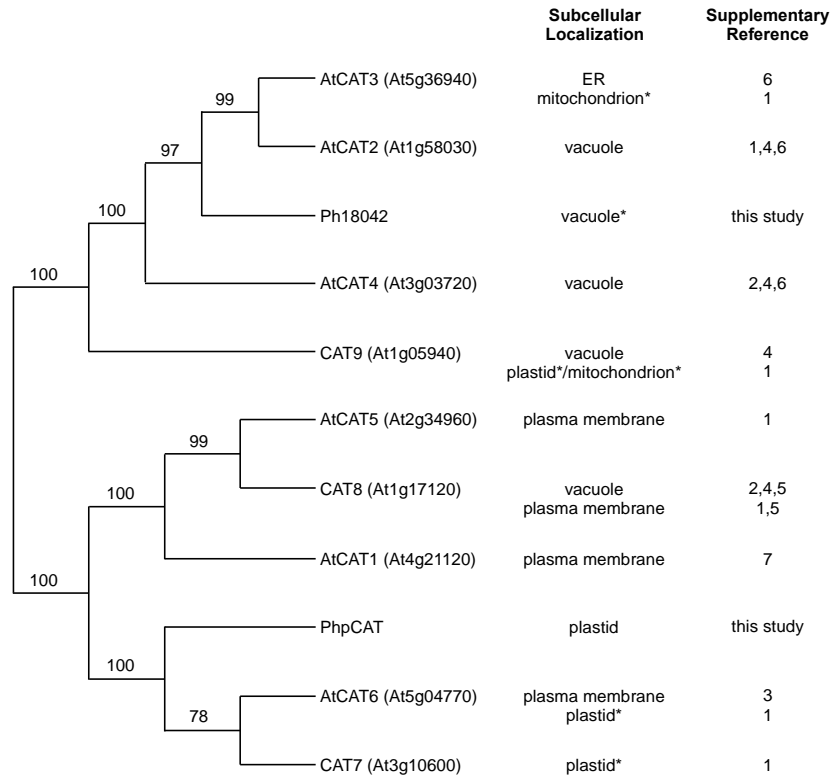 Subcellular Localization Supplementary Reference
AtCAT3 (At5g36940) ER 6
mitochondrion* 1
99
AtCAT2 (At1g58030) vacuole 1,4,6
97
Ph18042 vacuole* this study
100
AtCAT4 (At3g03720) vacuole 2,4,6
100
CAT9 (At1g05940) vacuole 4
plastid*/mitochondrion* 1
AtCAT5 (At2g34960) plasma membrane 1
99
CAT8 (At1g17120) vacuole 2,4,5
plasma membrane 1,5
100
AtCAT1 (At4g21120) plasma membrane 7
100
PhpCAT plastid this study
100
AtCAT6 (At5g04770) plasma membrane 3
plastid* 1
78
CAT7 (At3g10600) plastid* 1